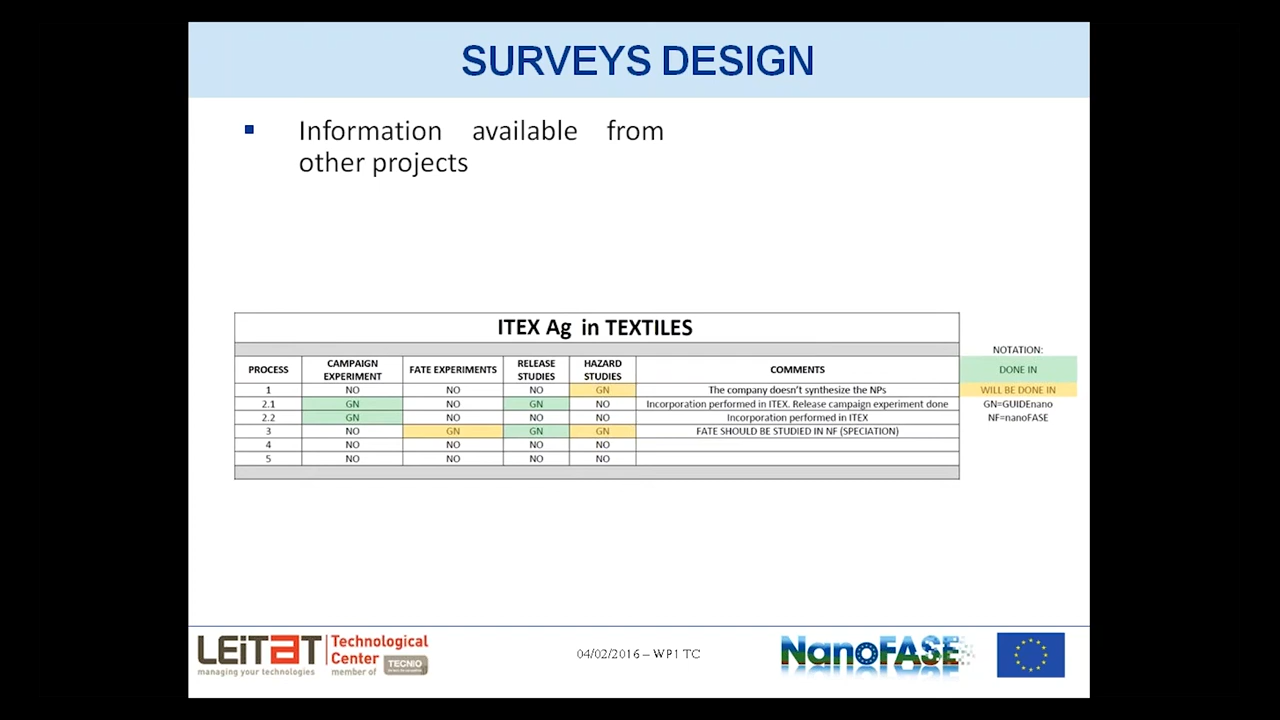 SURVEYS DESIGN
Information available from
other projects
ITEX Ag in TEXTILES
PROCESS CAMPAIGN EXPERIMENT FATE EXPERIMENTS RELEASE STUDIES HAZARD STUDIES COMMENTS
1 NO NO NO GN The company doesn't synthesize the NPs
2.1 GN NO GN NO Incorporation performed in ITEX. Release campaign experiment done
2.2 GN NO NO NO Incorporation performed in ITEX
3 NO GN GN GN FATE SHOULD BE STUDIED IN NF (SPECIATION)
4 NO NO NO NO
5 NO NO NO NO
NOTATION:
DONE IN
WILL BE DONE IN
GN=GUIDEnano
NF=nanoFASE
LEITAT Technological
Center
managing your technologies member of TECNIO
04/02/2016 – WP1 TC
NanoFASE